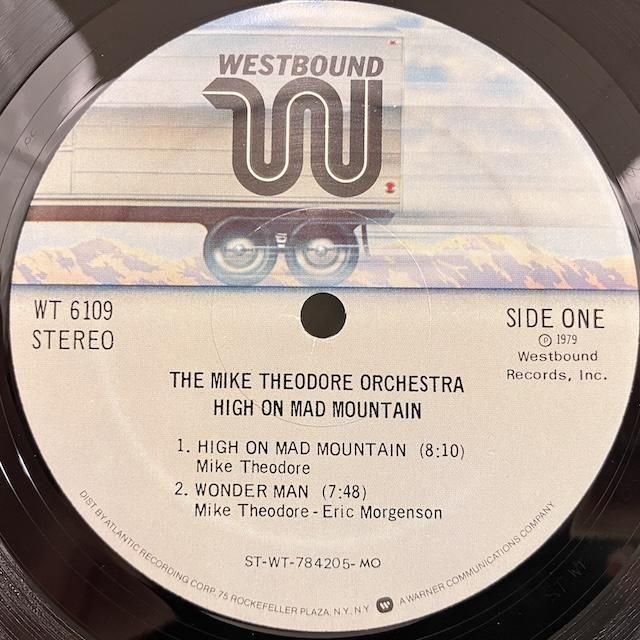 WESTBOUND
WT 6109
STEREO
SIDE ONE
Ⓟ 1979
Westbound
Records, Inc.
THE MIKE THEODORE ORCHESTRA
HIGH ON MAD MOUNTAIN
1. HIGH ON MAD MOUNTAIN (8:10)
Mike Theodore
2. WONDER MAN (7:48)
Mike Theodore - Eric Morgenson
ST-WT-784205-MO
DIST BY ATLANTIC RECORDING CORP. 75 ROCKEFELLER PLAZA, N.Y., N.Y. A WARNER COMMUNICATIONS COMPANY